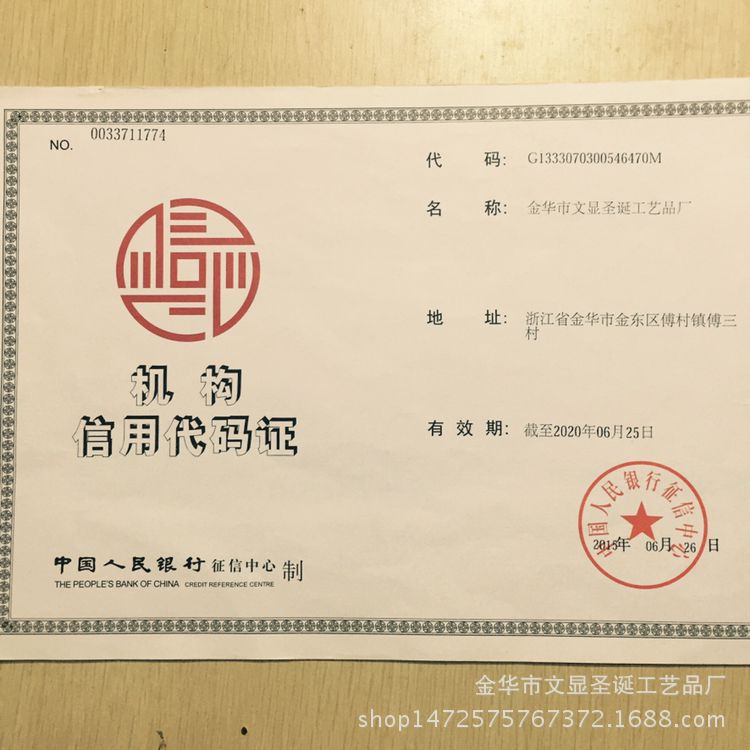 NO. 0033711774
机 构
信用代码证
中国人民银行征信中心 制
THE PEOPLE'S BANK OF CHINA CREDIT REFERENCE CENTRE
代 码: G1333070300546470M
名 称: 金华市文显圣诞工艺品厂
地 址: 浙江省金华市金东区傅村镇傅三
村
有 效 期: 截至2020年06月25日
中国人民银行征信中心
2015年 06月 26 日
金华市文显圣诞工艺品厂
shop1472575767372.1688.com